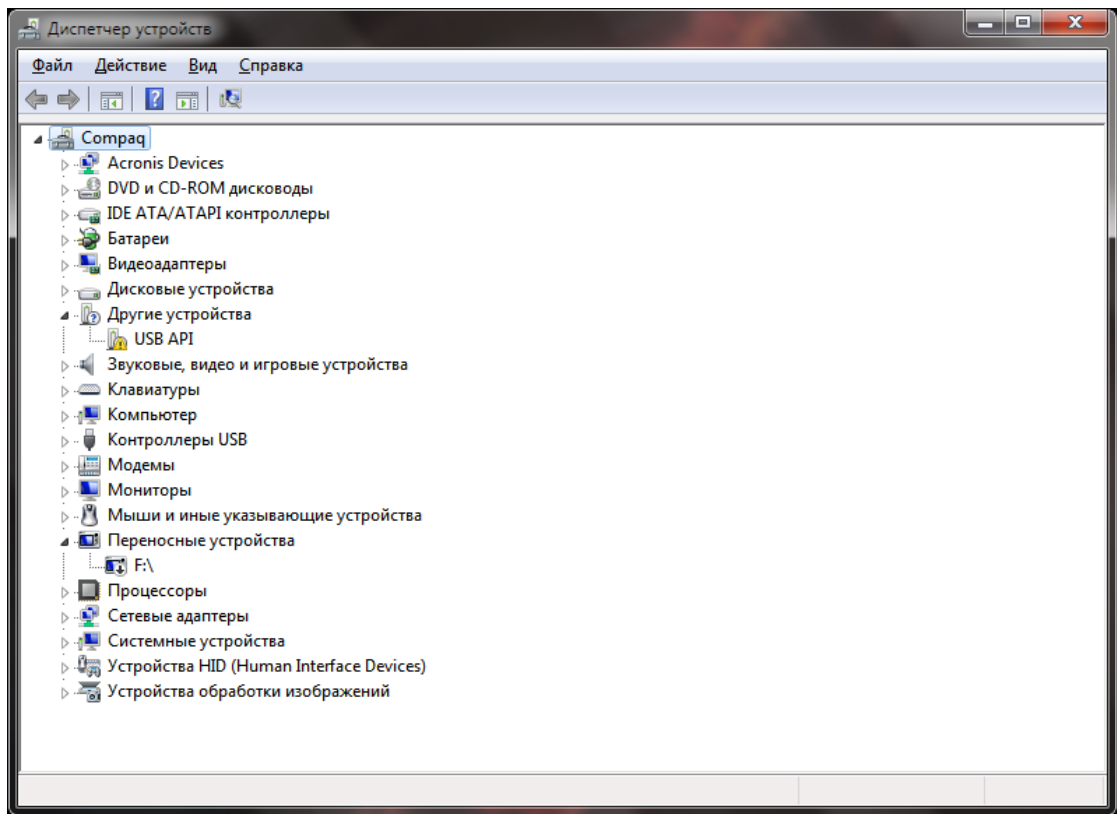 Диспетчер устройств
Файл Действие Вид Справка
Compaq
Acronis Devices
DVD и CD-ROM дисководы
IDE ATA/ATAPI контроллеры
Батареи
Видеоадаптеры
Дисковые устройства
Другие устройства
USB API
Звуковые, видео и игровые устройства
Клавиатуры
Компьютер
Контроллеры USB
Модемы
Мониторы
Мыши и иные указывающие устройства
Переносные устройства
F:\
Процессоры
Сетевые адаптеры
Системные устройства
Устройства HID (Human Interface Devices)
Устройства обработки изображений